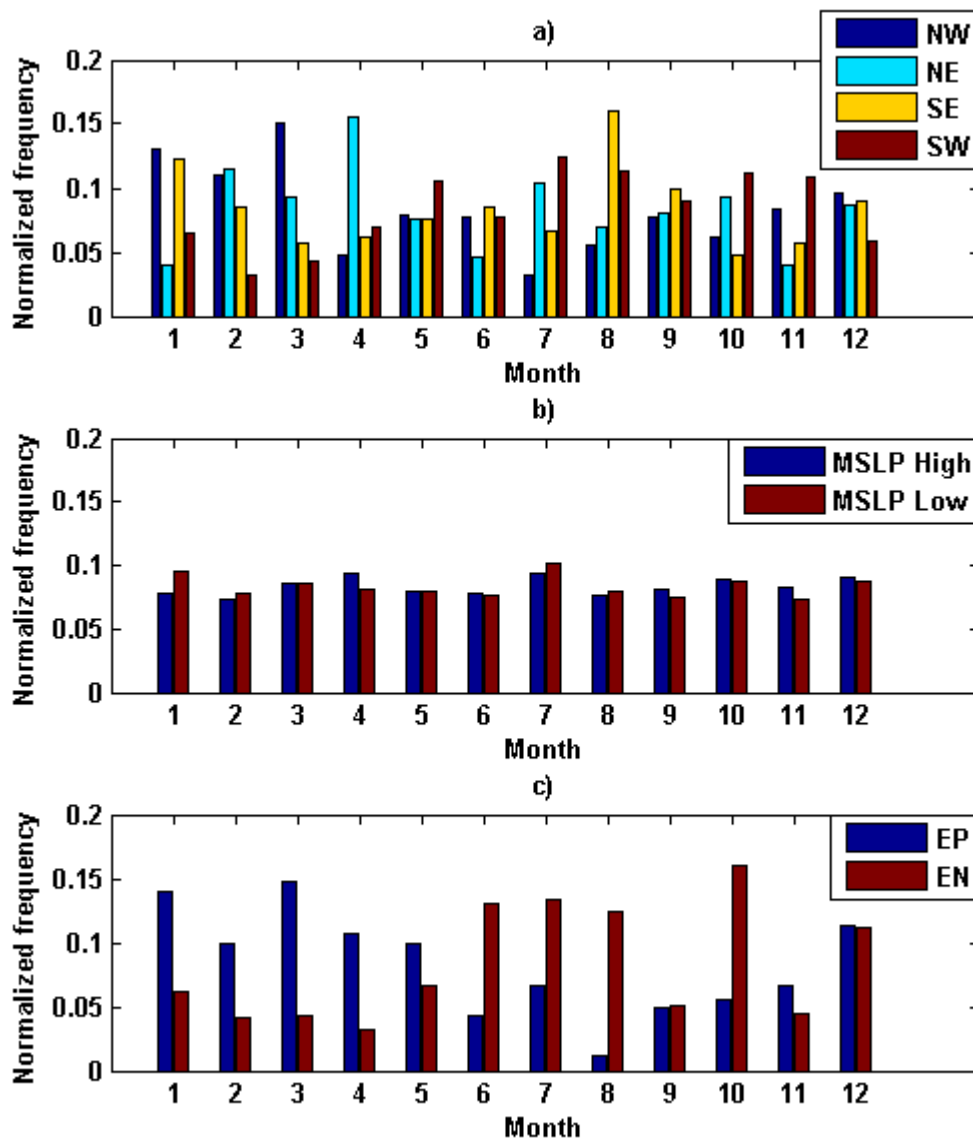 a)
NW
NE
SE
SW
Normalized frequency
0.2
0.15
0.1
0.05
0
1 2 3 4 5 6 7 8 9 10 11 12
Month
b)
MSLP High
MSLP Low
Normalized frequency
0.2
0.15
0.1
0.05
0
1 2 3 4 5 6 7 8 9 10 11 12
Month
c)
EP
EN
Normalized frequency
0.2
0.15
0.1
0.05
0
1 2 3 4 5 6 7 8 9 10 11 12
Month